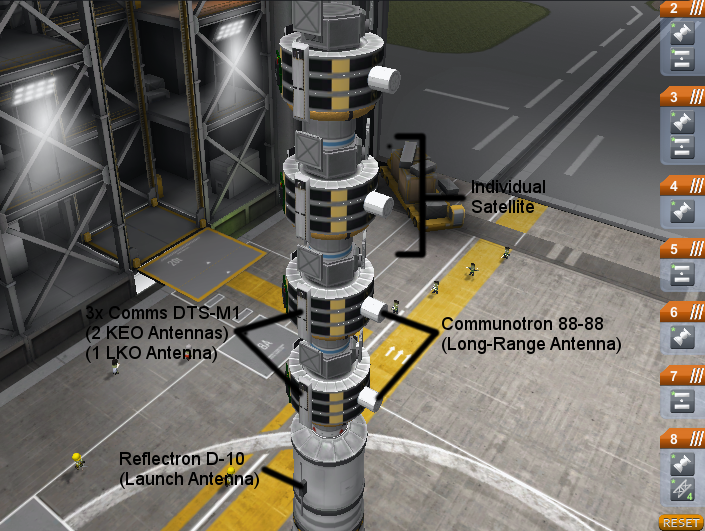 2
3
4
Individual
Satellite
5
3x Comms DTS-M1
(2 KEO Antennas)
(1 LKO Antenna)
Communotron 88-88
(Long-Range Antenna)
6
7
Reflectron D-10
(Launch Antenna)
8
4
RESET